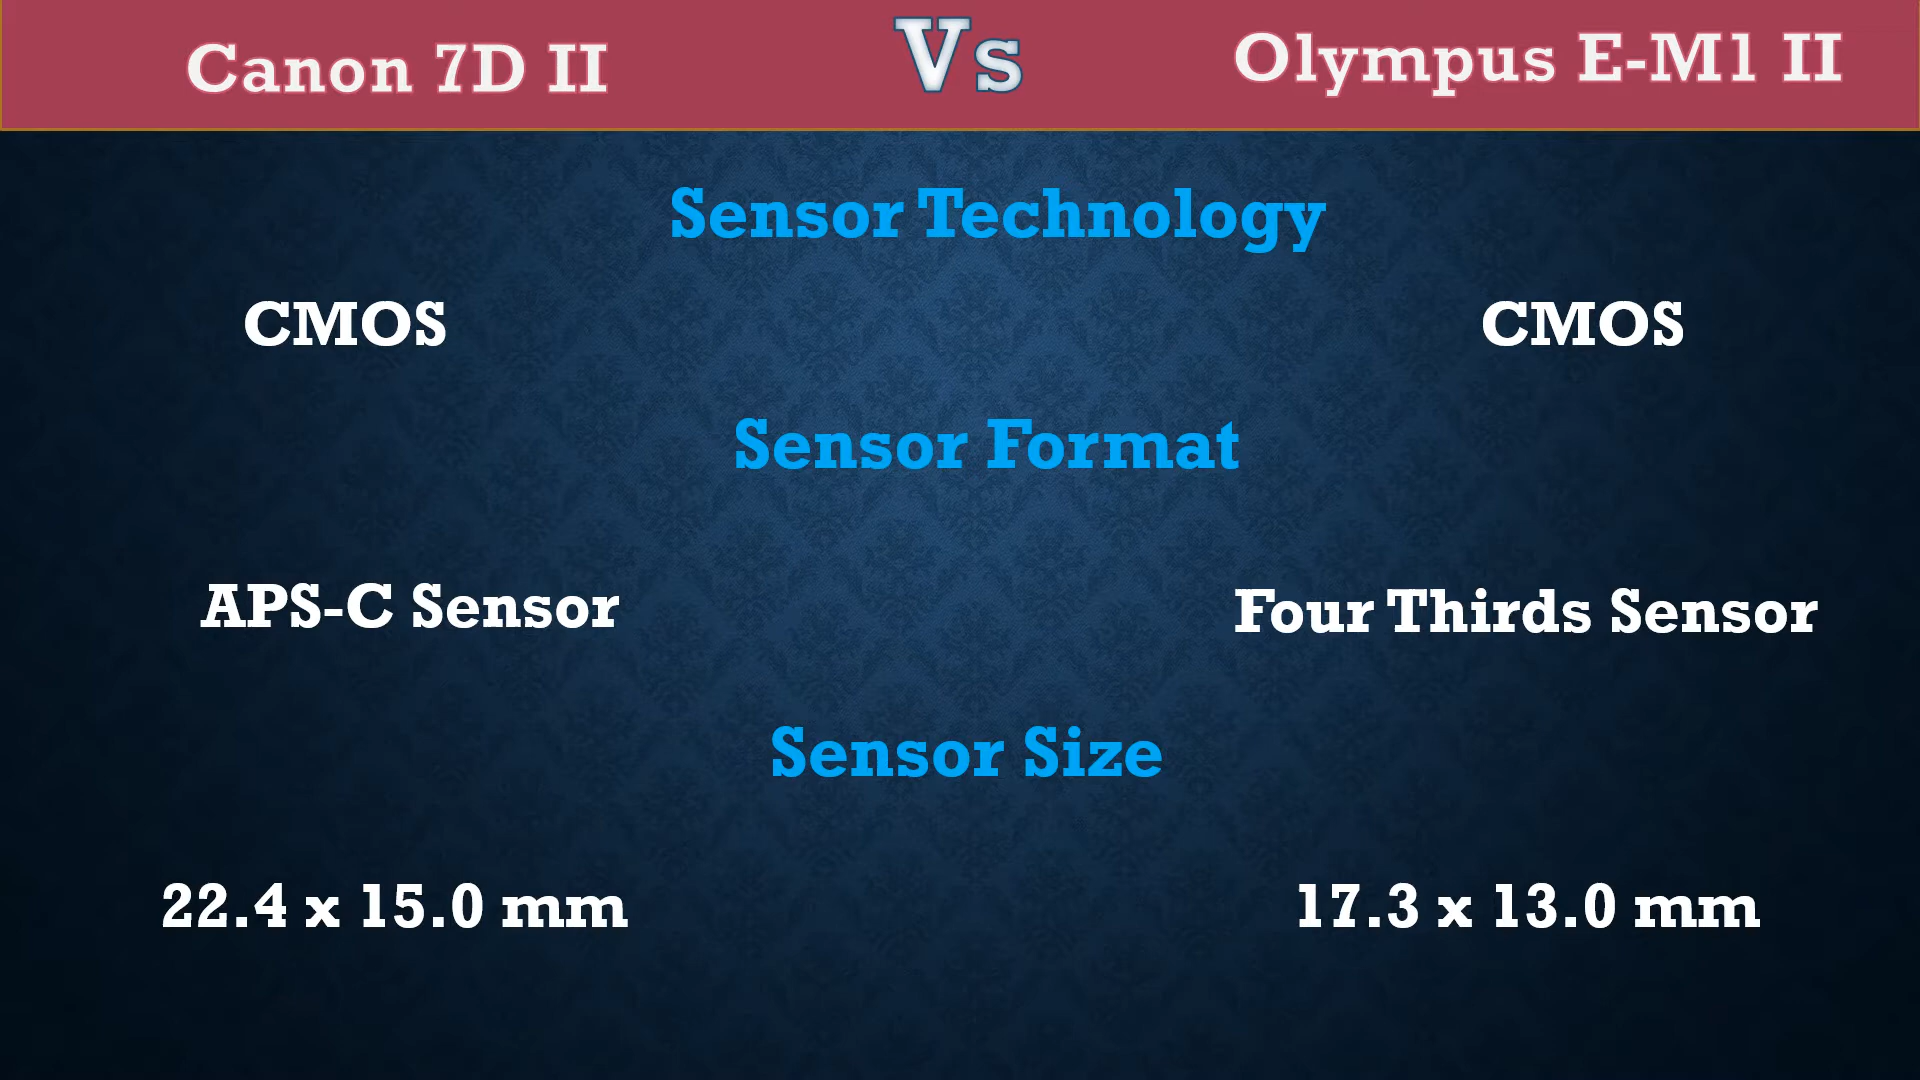 Canon 7D II Vs Olympus E-M1 II
Sensor Technology
CMOS CMOS
Sensor Format
APS-C Sensor Four Thirds Sensor
Sensor Size
22.4 x 15.0 mm 17.3 x 13.0 mm